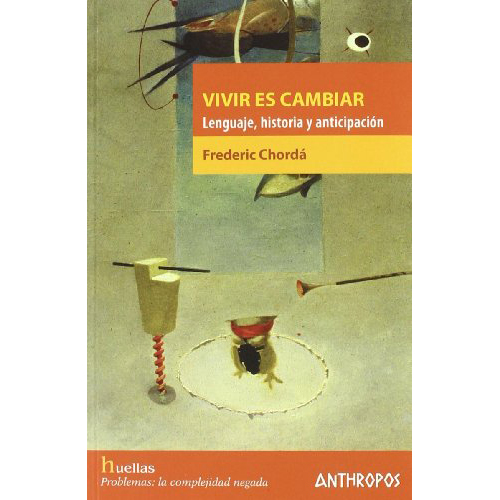 VIVIR ES CAMBIAR
Lenguaje, historia y anticipación
Frederic Chordá
huellas
Problemas: la complejidad negada
ANTHROPOS